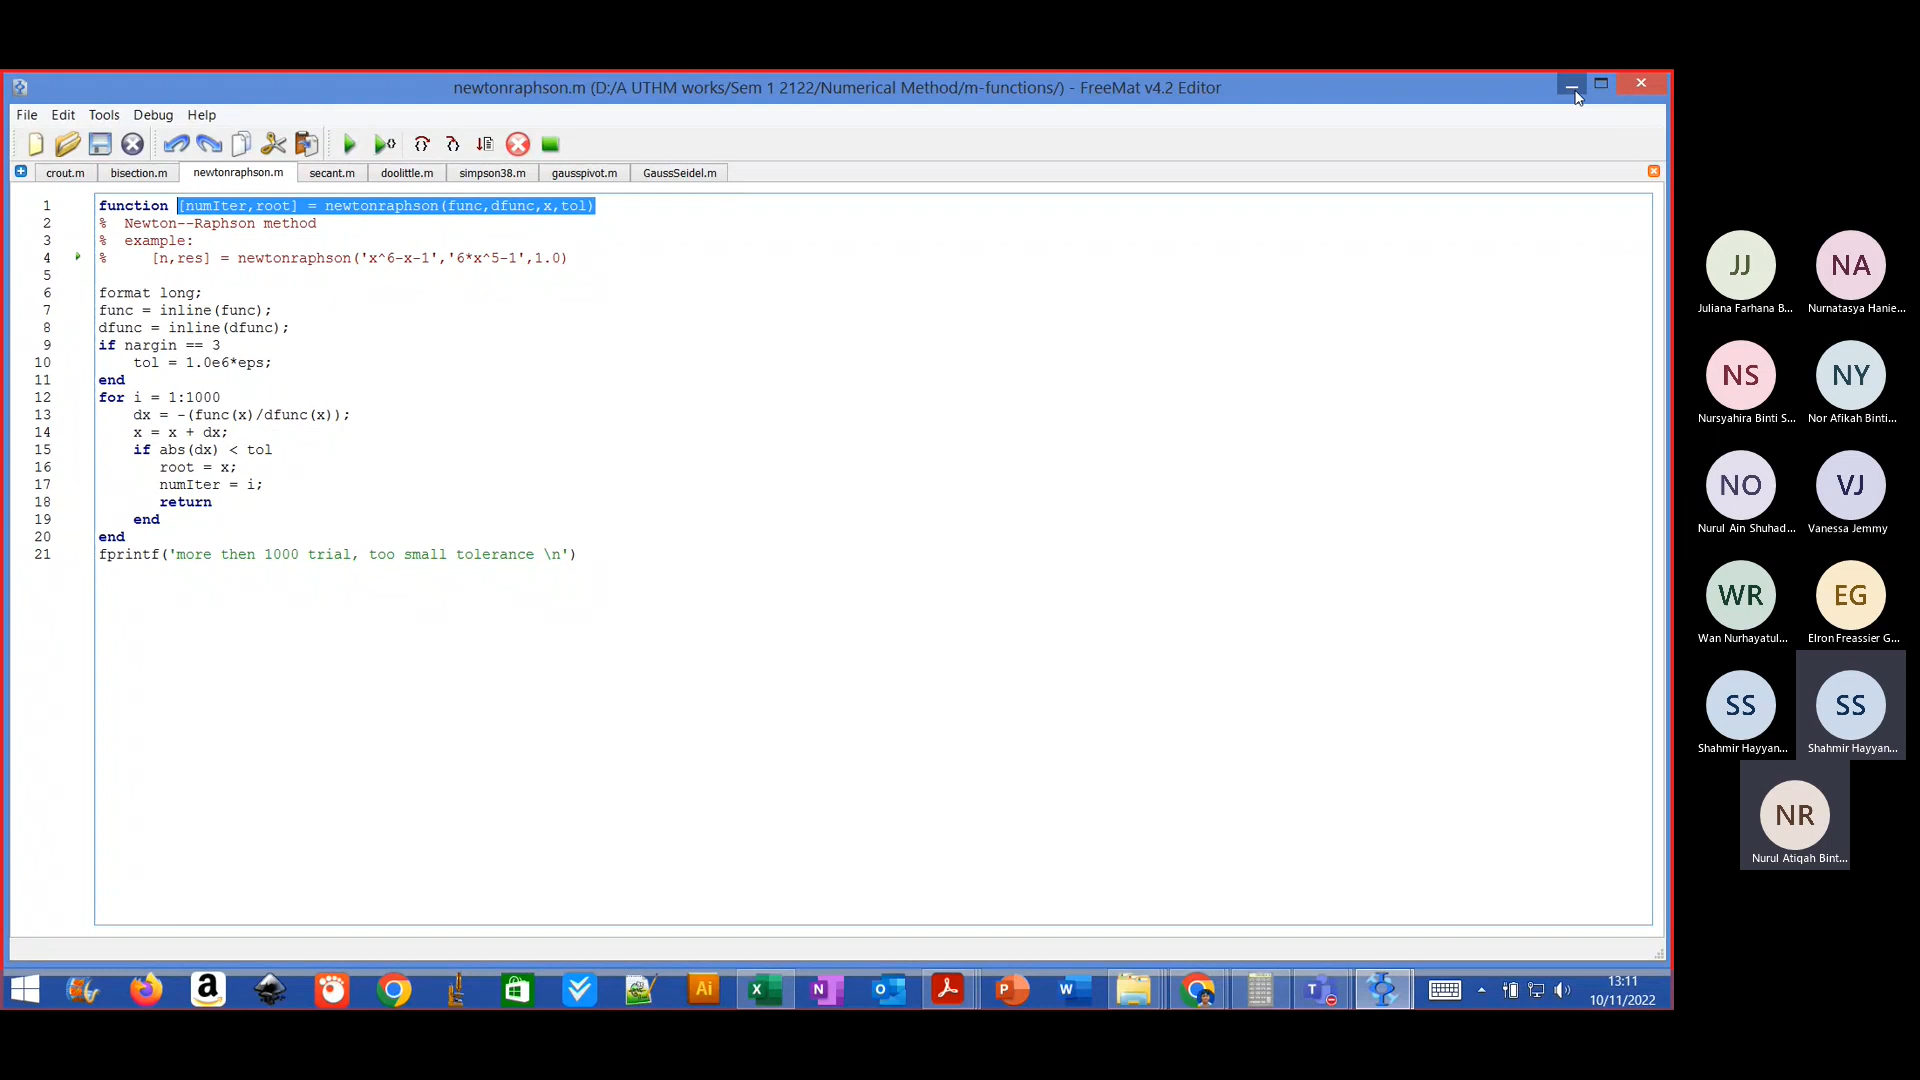 newtonraphson.m (D:/A UTHM works/Sem 1 2122/Numerical Method/m-functions/) - FreeMat v4.2 Editor
File Edit Tools Debug Help
crout.m bisection.m newtonraphson.m secant.m doolittle.m simpson38.m gausspivot.m GaussSeidel.m
1 function [numIter,root] = newtonraphson(func,dfunc,x,tol)
2 % Newton--Raphson method
3 % example:
4 % [n,res] = newtonraphson('x^6-x-1','6*x^5-1',1.0)
5
6 format long;
7 func = inline(func);
8 dfunc = inline(dfunc);
9 if nargin == 3
10 tol = 1.0e6*eps;
11 end
12 for i = 1:1000
13 dx = -(func(x)/dfunc(x));
14 x = x + dx;
15 if abs(dx) < tol
16 root = x;
17 numIter = i;
18 return
19 end
20 end
21 fprintf('more then 1000 trial, too small tolerance \n')
JJ NA
Juliana Farhana B... Nurnatasya Hanie...
NS NY
Nursyahira Binti S... Nor Afikah Binti...
NO VJ
Nurul Ain Shuhad... Vanessa Jemmy
WR EG
Wan Nurhayatul... Elron Freassier G...
SS SS
Shahmir Hayyan... Shahmir Hayyan...
NR
Nurul Atiqah Bint...
a Ai X N O P W T
13:11
10/11/2022